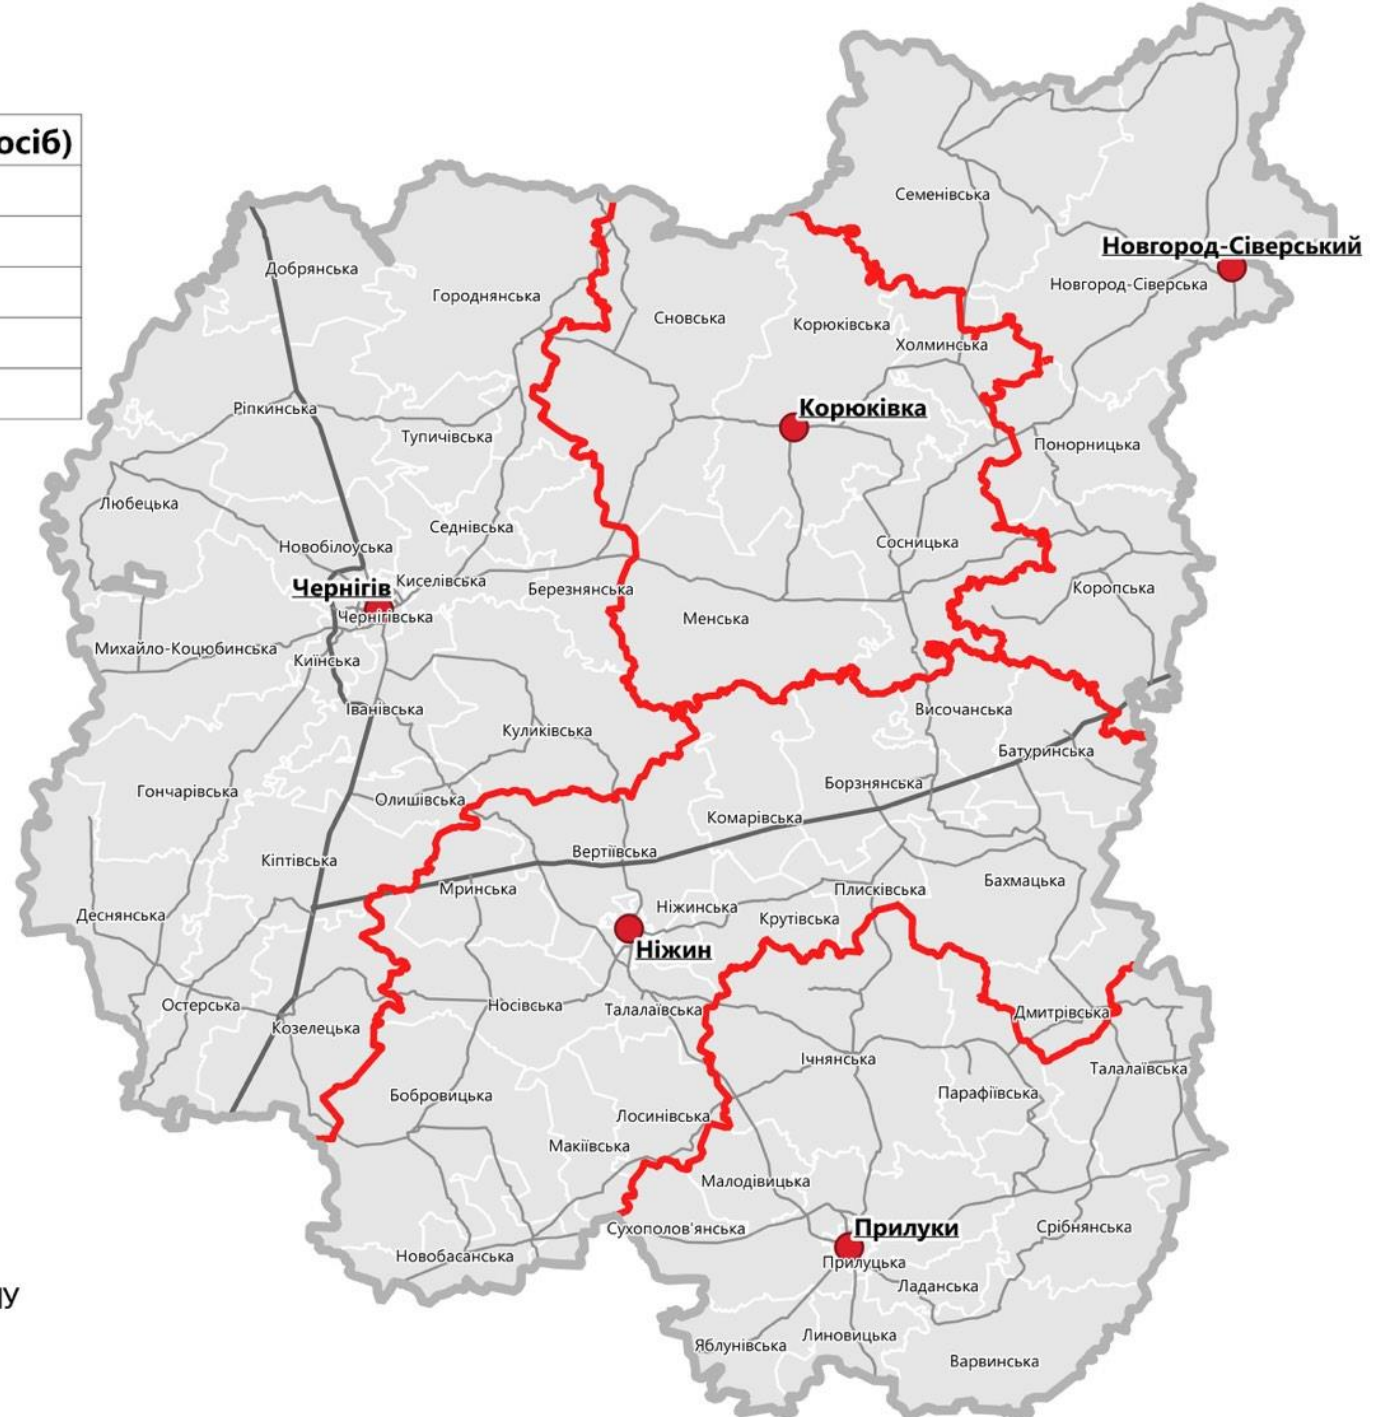 осіб)
Семенівська
Новгород-Сіверський
Добрянська
Новгород-Сіверська
Городнянська
Сновська
Корюківська
Холминська
Корюківка
Ріпкинська
Тупичівська
Понорницька
Любецька
Седнівська
Сосницька
Новобілоуська
Киселівська
Чернігів
Березнянська
Коропська
Чернігівська
Менська
Михайло-Коцюбинська
Киїнська
Іванівська
Височанська
Куликівська
Батуринська
Борзнянська
Гончарівська
Олишівська
Комарівська
Вертіївська
Кіптівська
Бахмацька
Мринська
Плисківська
Ніжинська
Деснянська
Крутівська
Ніжин
Остерська
Носівська
Талалаївська
Дмитрівська
Козелецька
Ічнянська
Талалаївська
Бобровицька
Парафіївська
Лосинівська
Макіївська
Малодівицька
Сухополов'янська
Прилуки
Срібнянська
Новобасанська
Прилуцька
Ладанська
ЦУ
Линовицька
Яблунівська
Варвинська